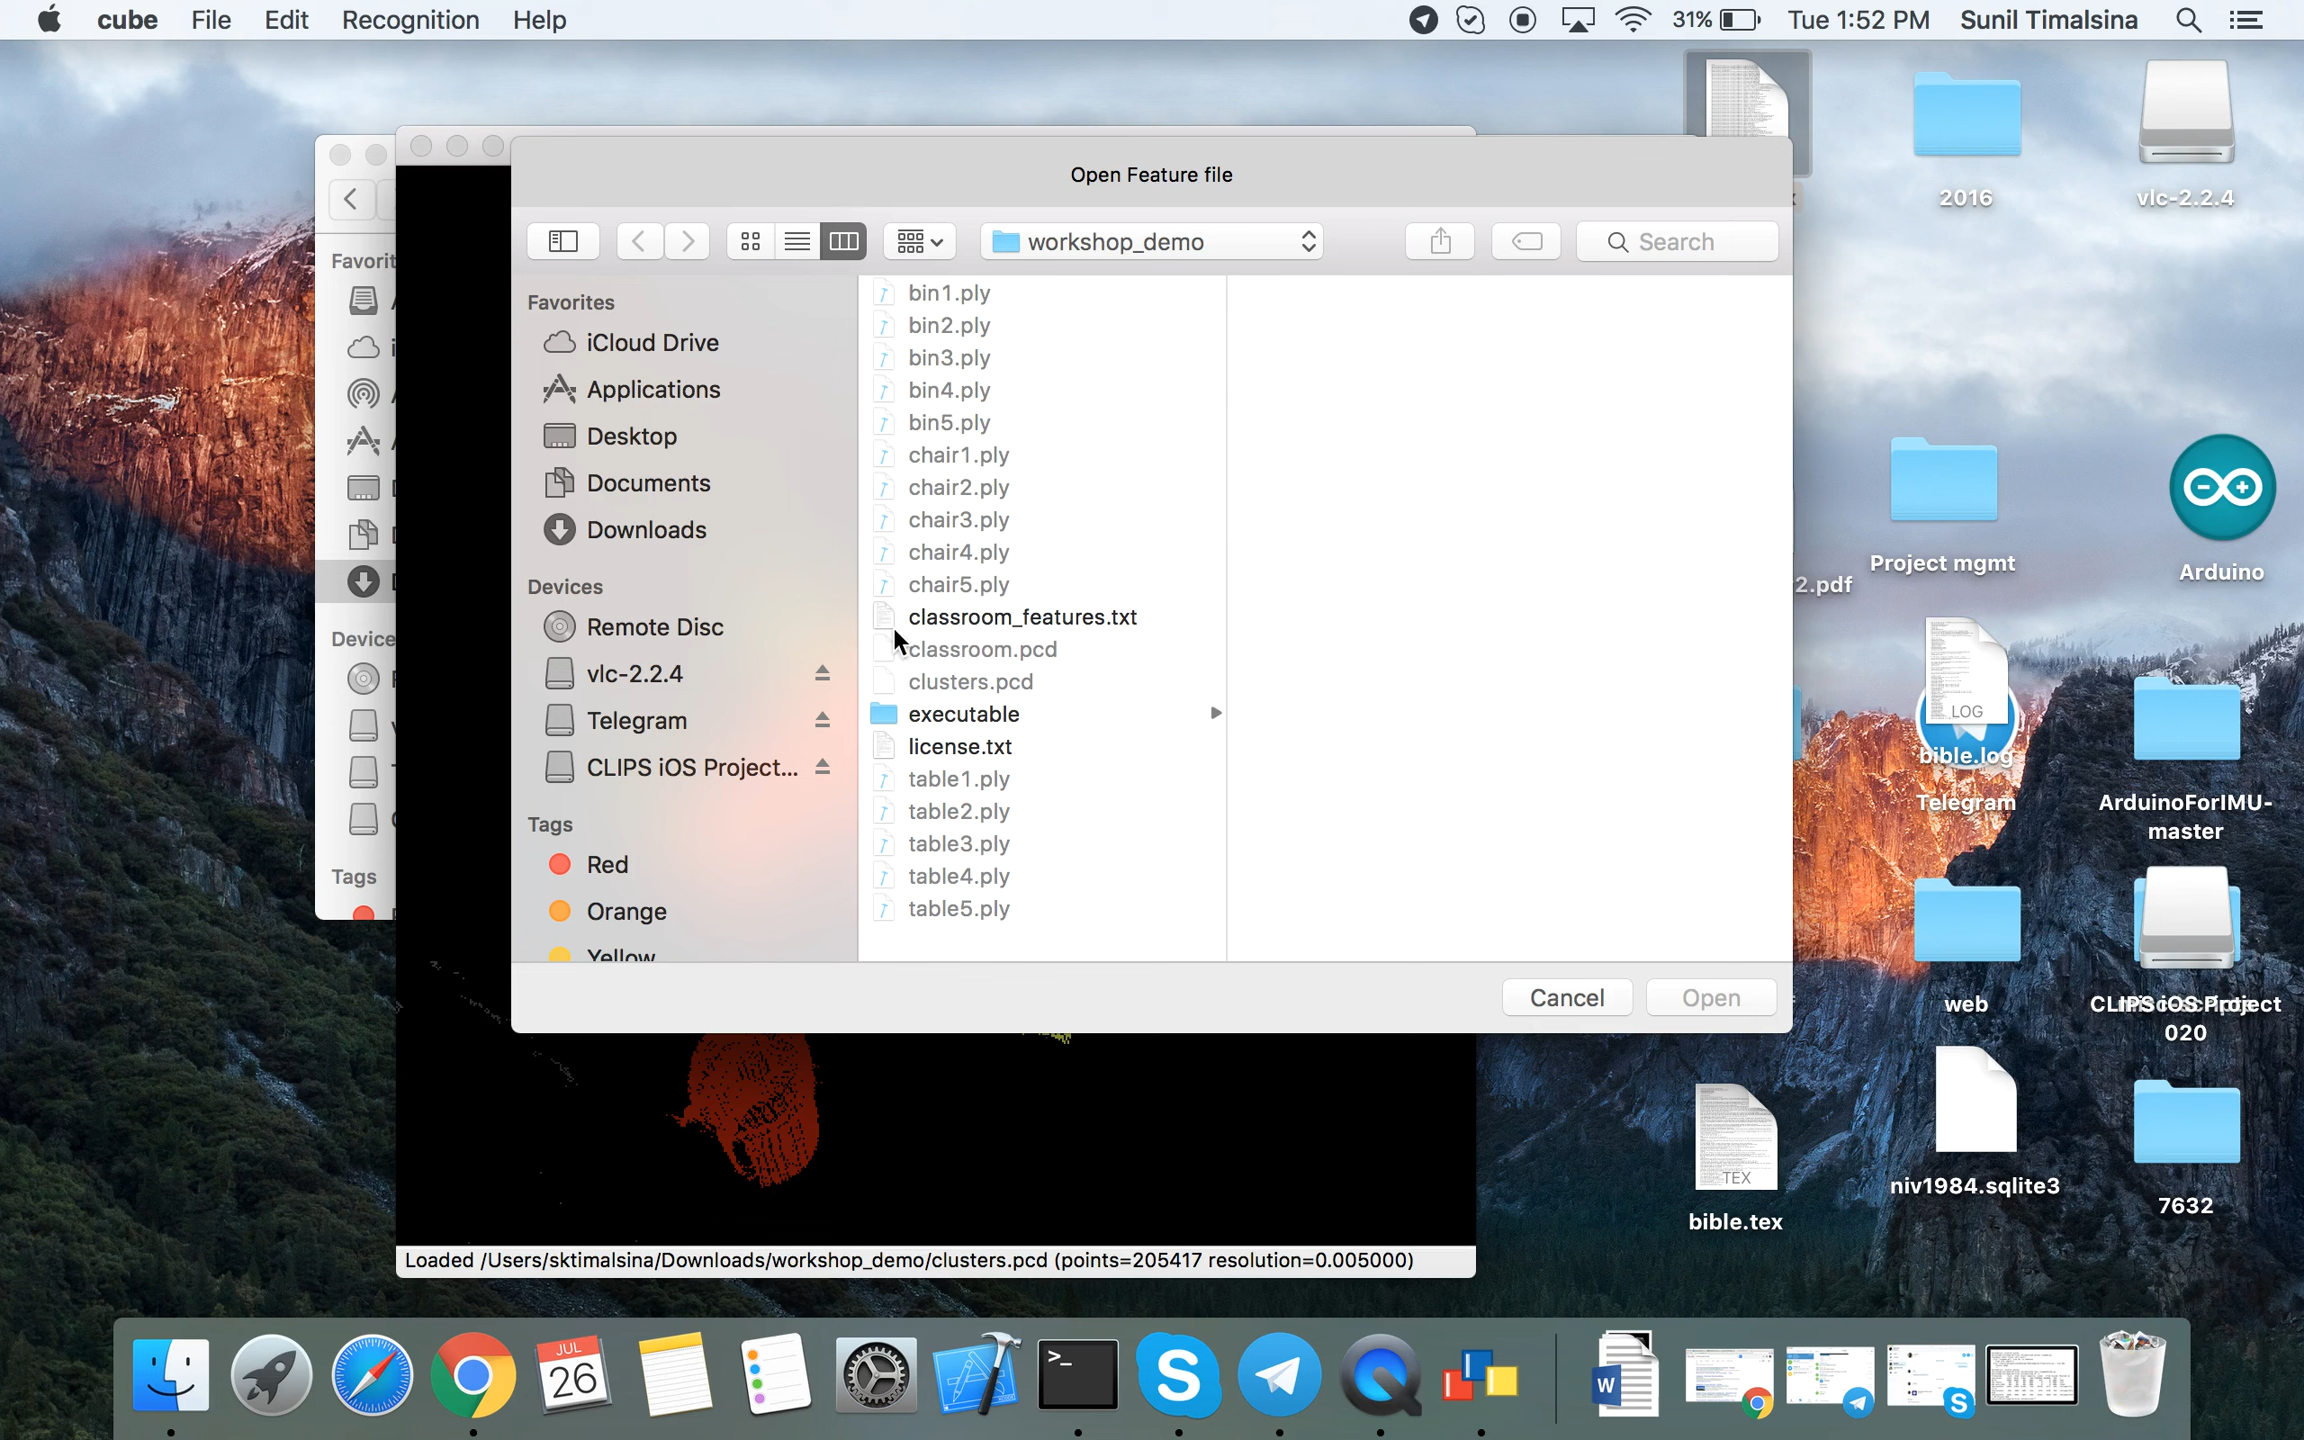 cube File Edit Recognition Help 31% Tue 1:52 PM Sunil Timalsina
2016
vlc-2.2.4
Project mgmt
Arduino
2.pdf
LOG
bible.log
Telegram
ArduinoForIMU-
master
web
CLIPS iOS Project
020
TEX
bible.tex
niv1984.sqlite3
7632
Favorit
Device
Tags
Open Feature file
workshop_demo
Search
Favorites
iCloud Drive
Applications
Desktop
Documents
Downloads
Devices
Remote Disc
vlc-2.2.4
Telegram
CLIPS iOS Project...
Tags
Red
Orange
Yellow
bin1.ply
bin2.ply
bin3.ply
bin4.ply
bin5.ply
chair1.ply
chair2.ply
chair3.ply
chair4.ply
chair5.ply
classroom_features.txt
classroom.pcd
clusters.pcd
executable
license.txt
table1.ply
table2.ply
table3.ply
table4.ply
table5.ply
Cancel Open
Loaded /Users/sktimalsina/Downloads/workshop_demo/clusters.pcd (points=205417 resolution=0.005000)
JUL
26